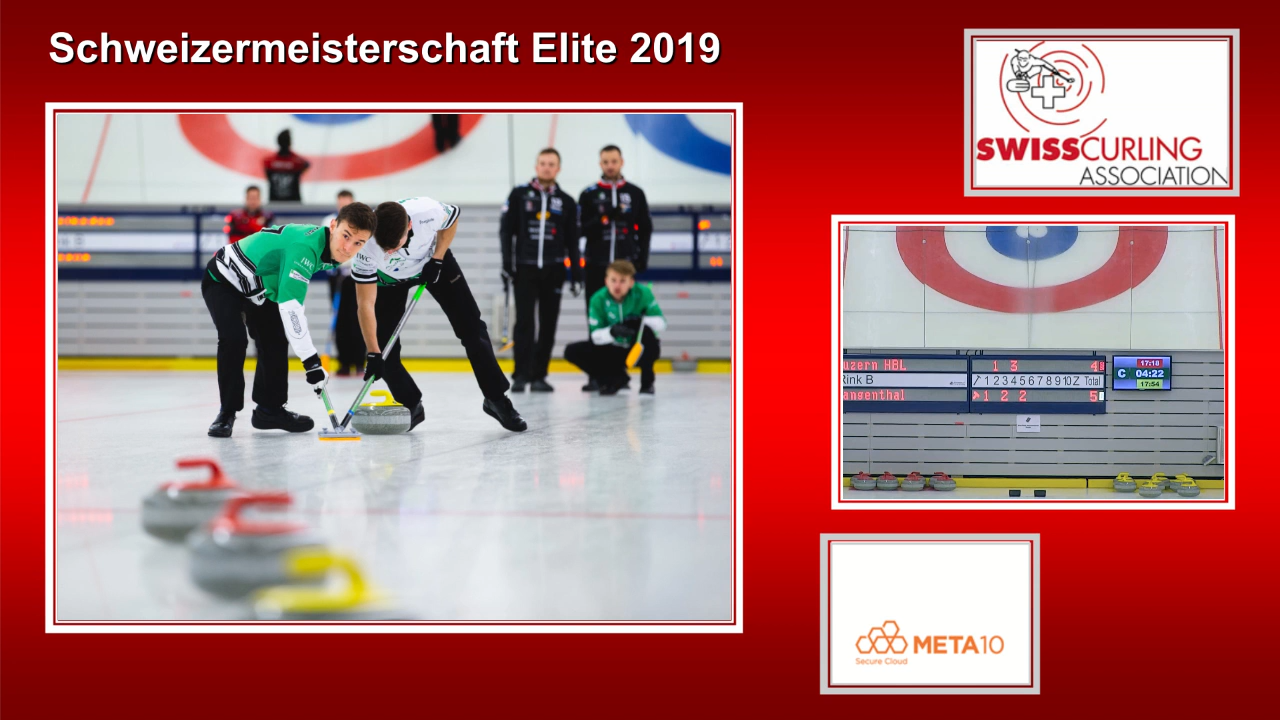 Schweizermeisterschaft Elite 2019
SWISSCURLING
ASSOCIATION
uzern HBL 1 3 4
Rink B 1 2 3 4 5 6 7 8 9 10 Z Total
angenthal 1 2 2 5
17:18
C 04:22
17:54
META10
Secure Cloud
IWC